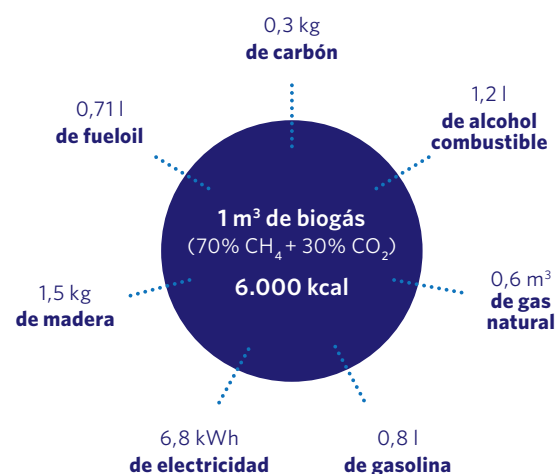 0,3 kg
de carbón
1,2 l
de alcohol
combustible
0,71 l
de fueloil
1 m³ de biogás
(70% CH₄ + 30% CO₂)
6.000 kcal
0,6 m³
de gas
natural
1,5 kg
de madera
6,8 kWh
de electricidad
0,8 l
de gasolina